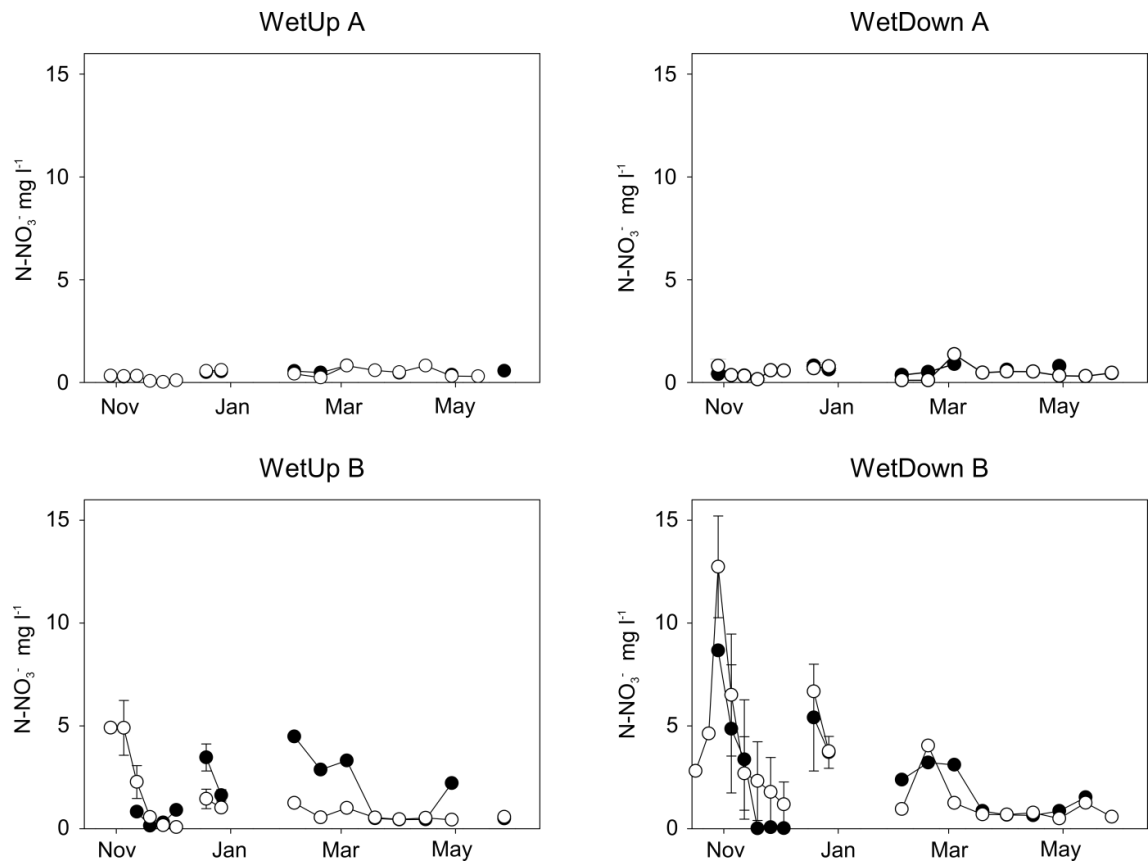 WetUp A
WetDown A
15
10
5
0
N-NO₃⁻ mg l⁻¹
Nov Jan Mar May
15
10
5
0
N-NO₃⁻ mg l⁻¹
Nov Jan Mar May
WetUp B
WetDown B
15
10
5
0
N-NO₃⁻ mg l⁻¹
Nov Jan Mar May
15
10
5
0
N-NO₃⁻ mg l⁻¹
Nov Jan Mar May